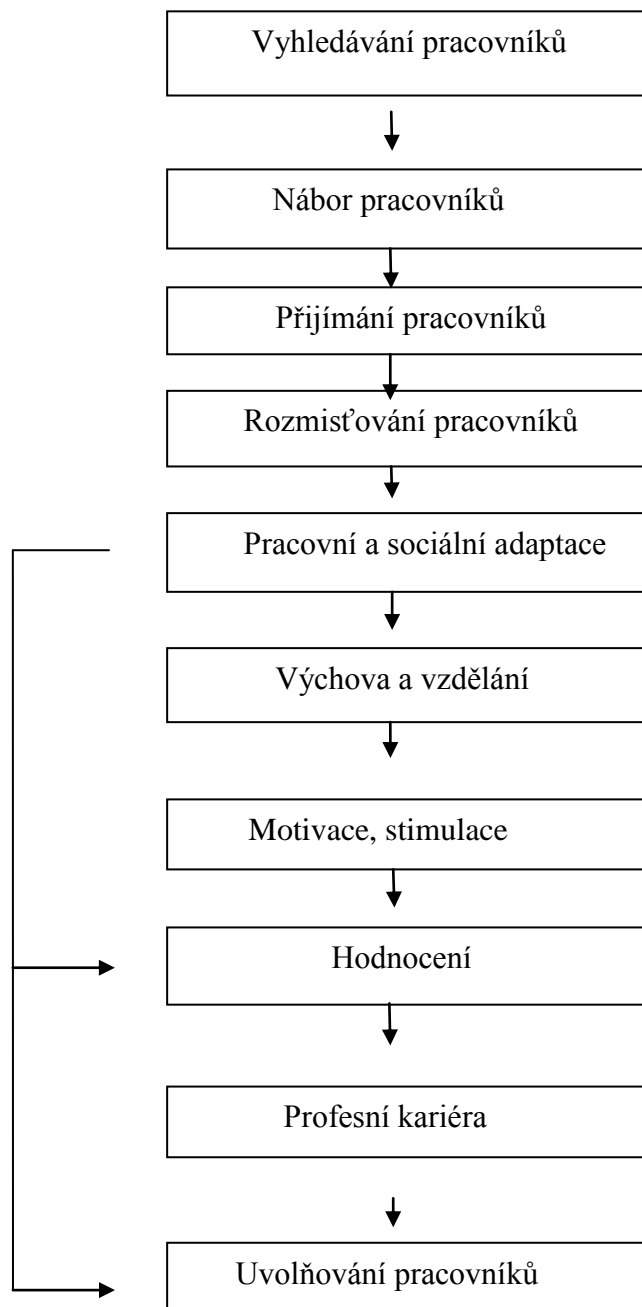 Vyhledávání pracovníků
Nábor pracovníků
Přijímání pracovníků
Rozmisťování pracovníků
Pracovní a sociální adaptace
Výchova a vzdělání
Motivace, stimulace
Hodnocení
Profesní kariéra
Uvolňování pracovníků